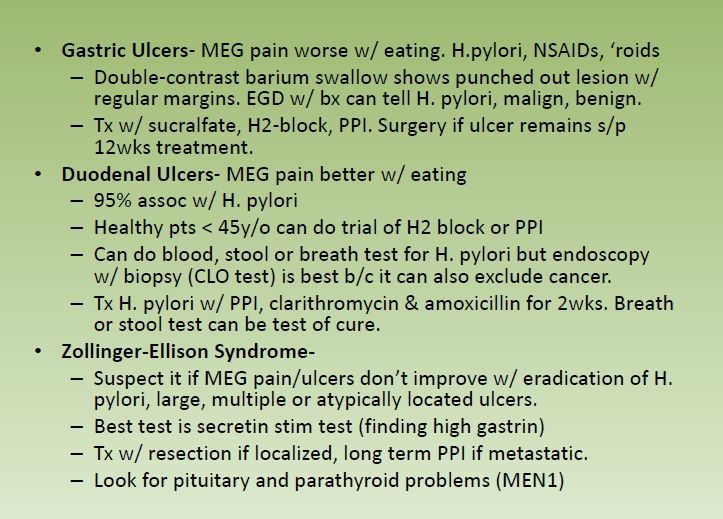 • Gastric Ulcers- MEG pain worse w/ eating. H.pylori, NSAIDs, ‘roids
– Double-contrast barium swallow shows punched out lesion w/
regular margins. EGD w/ bx can tell H. pylori, malign, benign.
– Tx w/ sucralfate, H2-block, PPI. Surgery if ulcer remains s/p
12wks treatment.
• Duodenal Ulcers- MEG pain better w/ eating
– 95% assoc w/ H. pylori
– Healthy pts < 45y/o can do trial of H2 block or PPI
– Can do blood, stool or breath test for H. pylori but endoscopy
w/ biopsy (CLO test) is best b/c it can also exclude cancer.
– Tx H. pylori w/ PPI, clarithromycin & amoxicillin for 2wks. Breath
or stool test can be test of cure.
• Zollinger-Ellison Syndrome-
– Suspect it if MEG pain/ulcers don’t improve w/ eradication of H.
pylori, large, multiple or atypically located ulcers.
– Best test is secretin stim test (finding high gastrin)
– Tx w/ resection if localized, long term PPI if metastatic.
– Look for pituitary and parathyroid problems (MEN1)